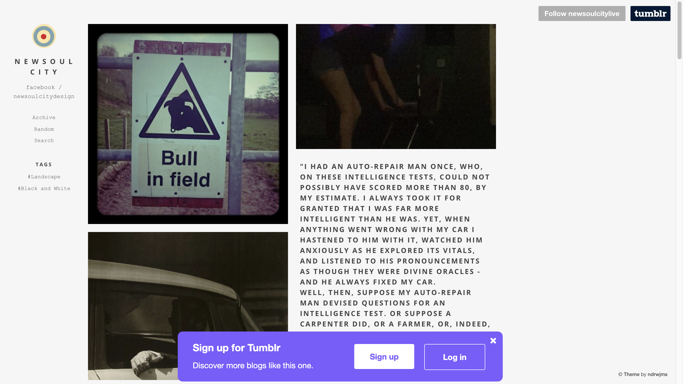 Follow newsoulcitylive
tumblr
NEWSOUL
CITY
facebook /
newsoulcitydesign
Archive
Random
Search
TAGS
#Landscape
#Black and White
Bull
in field
"I HAD AN AUTO-REPAIR MAN ONCE, WHO,
ON THESE INTELLIGENCE TESTS, COULD NOT
POSSIBLY HAVE SCORED MORE THAN 80, BY
MY ESTIMATE. I ALWAYS TOOK IT FOR
GRANTED THAT I WAS FAR MORE
INTELLIGENT THAN HE WAS. YET, WHEN
ANYTHING WENT WRONG WITH MY CAR I
HASTENED TO HIM WITH IT, WATCHED HIM
ANXIOUSLY AS HE EXPLORED ITS VITALS,
AND LISTENED TO HIS PRONOUNCEMENTS
AS THOUGH THEY WERE DIVINE ORACLES -
AND HE ALWAYS FIXED MY CAR.
WELL, THEN, SUPPOSE MY AUTO-REPAIR
MAN DEVISED QUESTIONS FOR AN
INTELLIGENCE TEST. OR SUPPOSE A
CARPENTER DID, OR A FARMER, OR, INDEED,
Sign up for Tumblr
Discover more blogs like this one.
Sign up
Log in
© Theme by ndrwjms